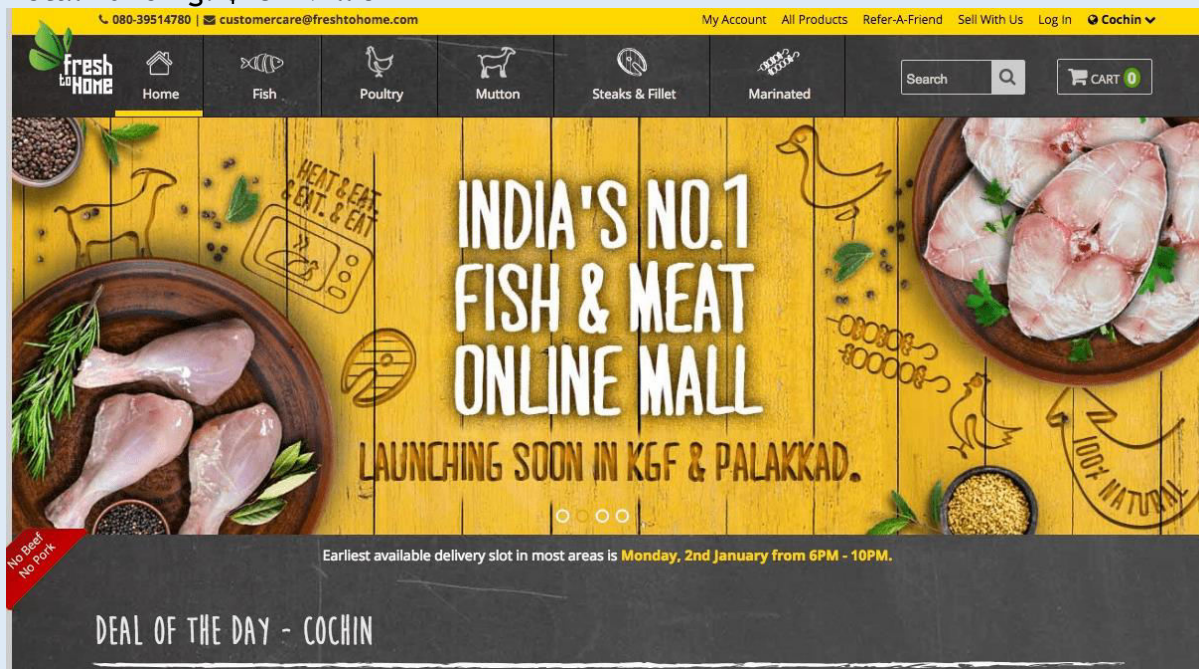 080-39514780 | customercare@freshtohome.com
My Account All Products Refer-A-Friend Sell With Us Log In Cochin
fresh
to HOME
Home Fish Poultry Mutton Steaks & Fillet Marinated
Search
CART 0
HEAT & EAT.
& EAT. & EAT
INDIA'S NO.1
FISH & MEAT
ONLINE MALL
LAUNCHING SOON IN KGF & PALAKKAD.
100% NATURAL
No Beef
No Pork
Earliest available delivery slot in most areas is Monday, 2nd January from 6PM - 10PM.
DEAL OF THE DAY - COCHIN